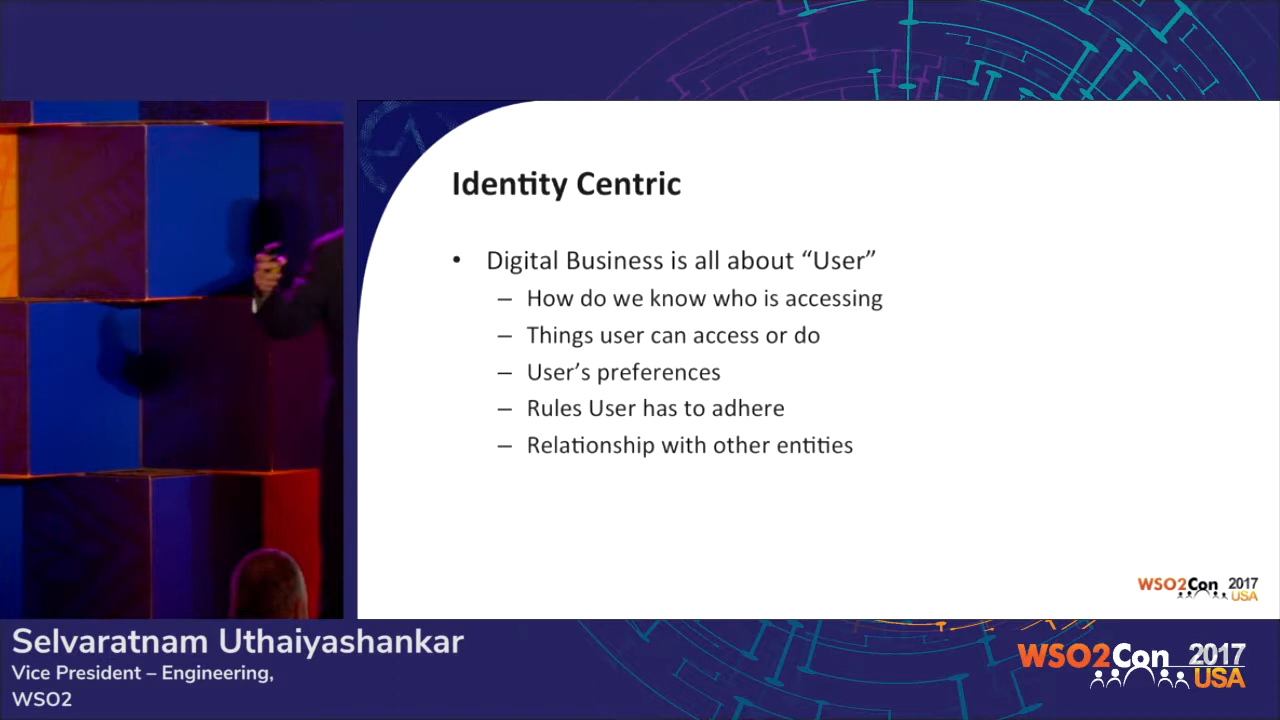 Identity Centric
• Digital Business is all about “User”
– How do we know who is accessing
– Things user can access or do
– User’s preferences
– Rules User has to adhere
– Relationship with other entities
WSO2Con 2017
USA
Selvaratnam Uthaiyashankar
Vice President – Engineering,
WSO2
WSO2Con 2017
USA